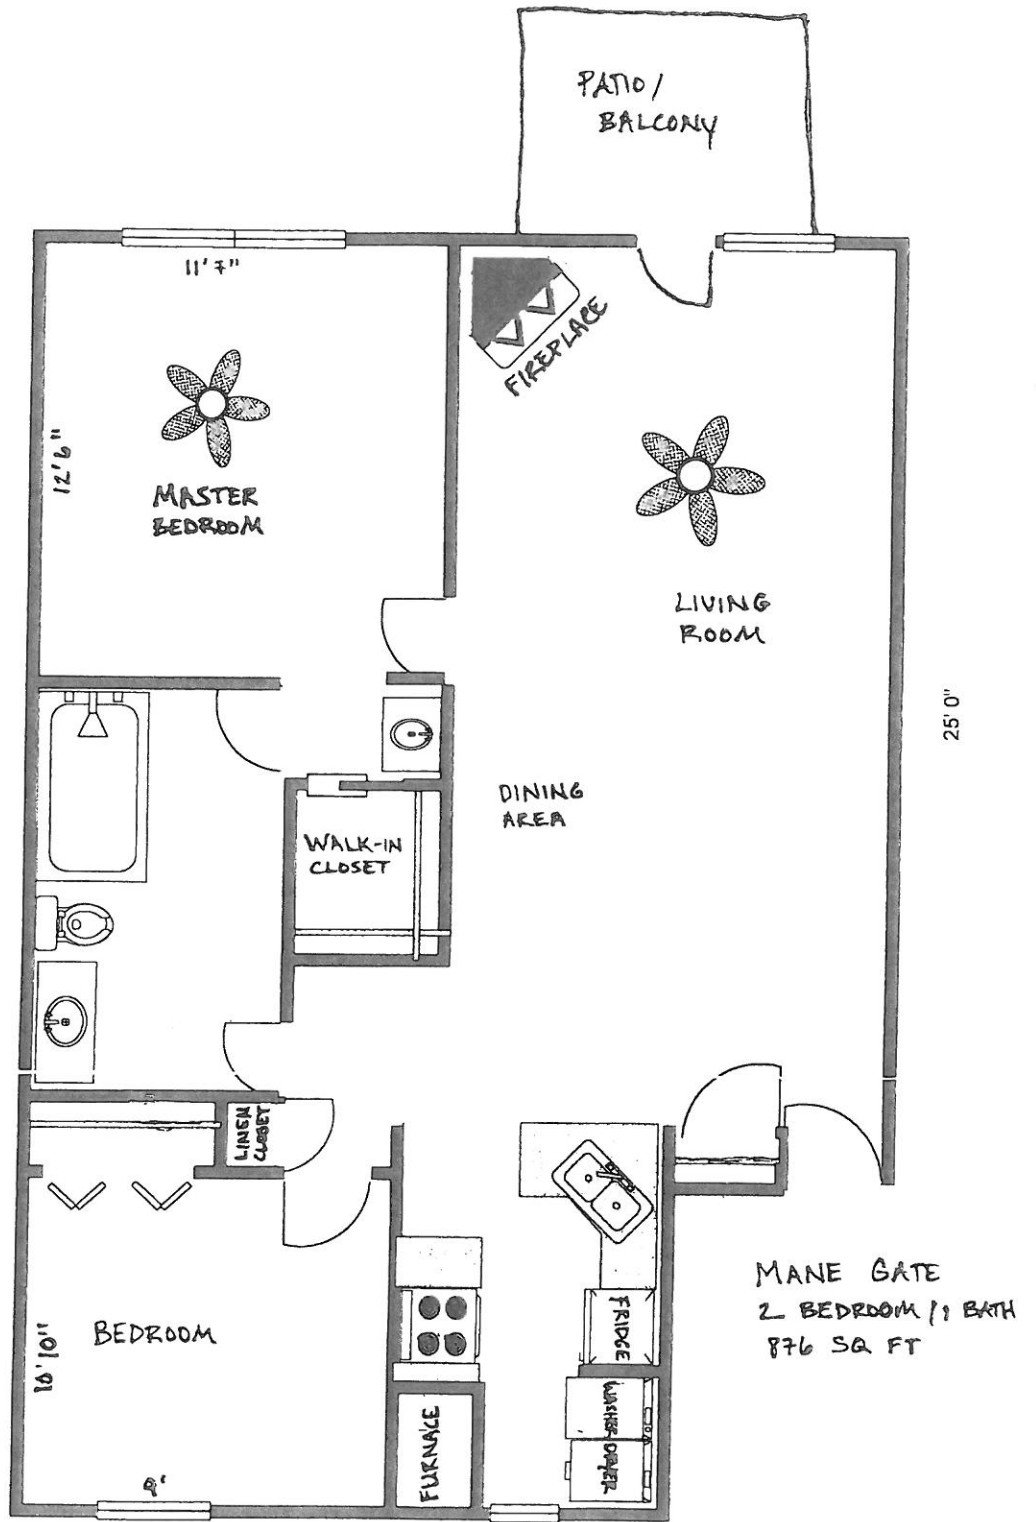 PATIO/
BALCONY
11'7"
FIREPLACE
12'6"
MASTER
BEDROOM
LIVING
ROOM
25'0"
DINING
AREA
WALK-IN
CLOSET
LINEN
CLOSET
MANE GATE
2 BEDROOM/1 BATH
876 SQ FT
FRIDGE
BEDROOM
10'10"
WASHER
DRYER
FURNACE
9'